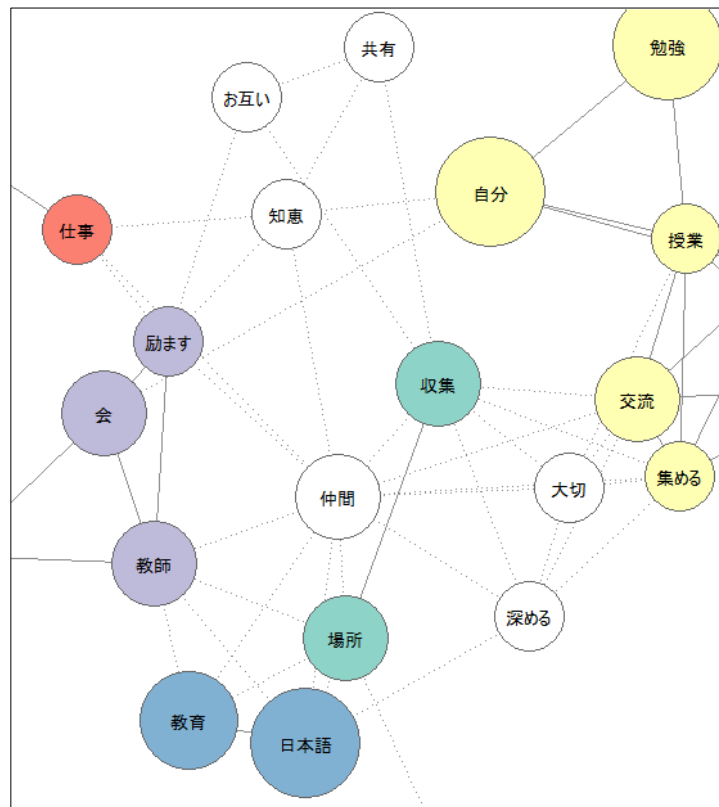 共有
勉強
お互い
自分
知恵
仕事
授業
励ます
収集
会
交流
仲間
大切
集める
教師
深める
場所
教育
日本語